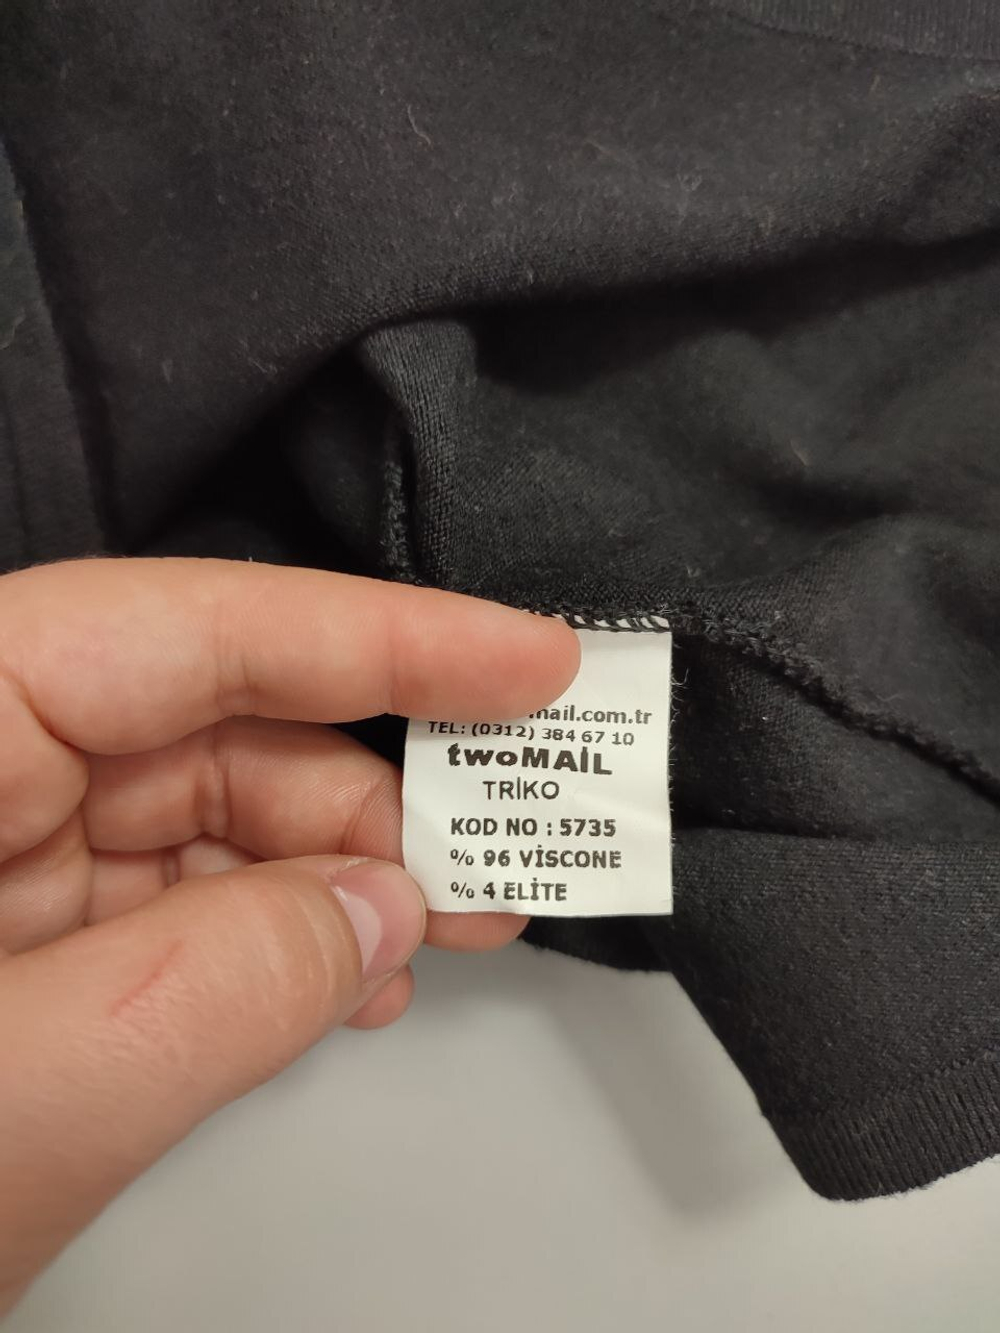 mail.com.tr
TEL: (0312) 384 67 10
twoMAİL
TRİKO
KOD NO : 5735
% 96 VİSCONE
% 4 ELİTE